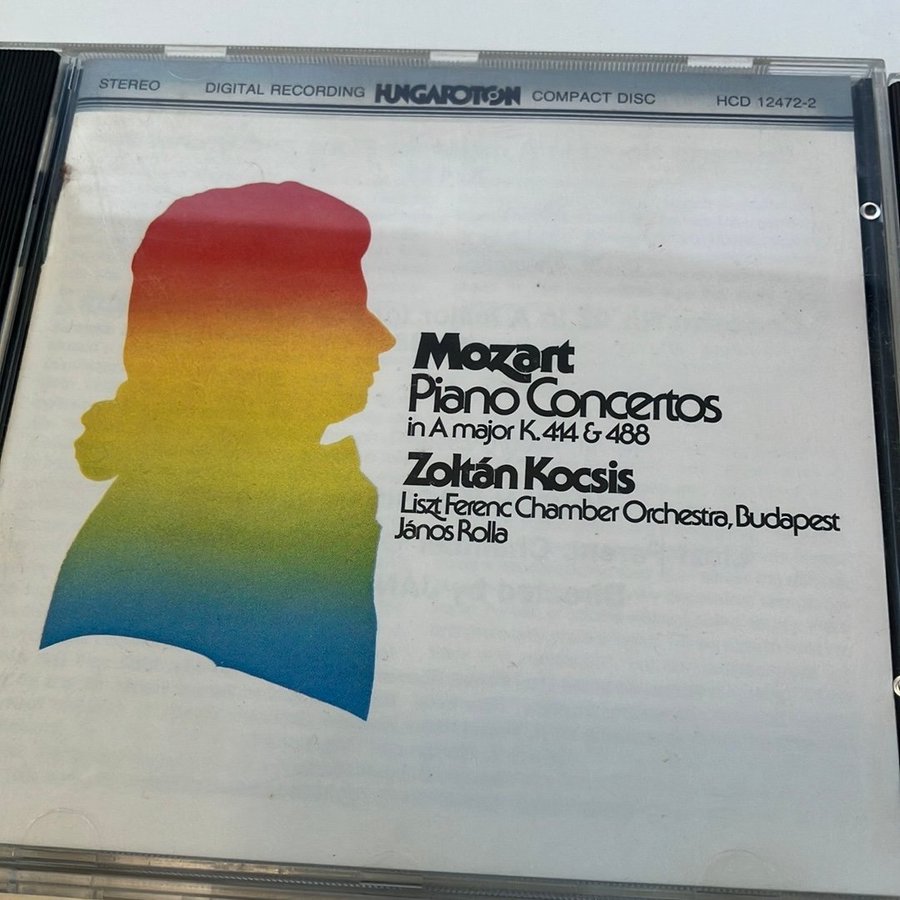 STEREO DIGITAL RECORDING HUNGAROTON COMPACT DISC HCD 12472-2
Mozart
Piano Concertos
in A major K. 414 & 488
Zoltán Kocsis
Liszt Ferenc Chamber Orchestra, Budapest
János Rolla